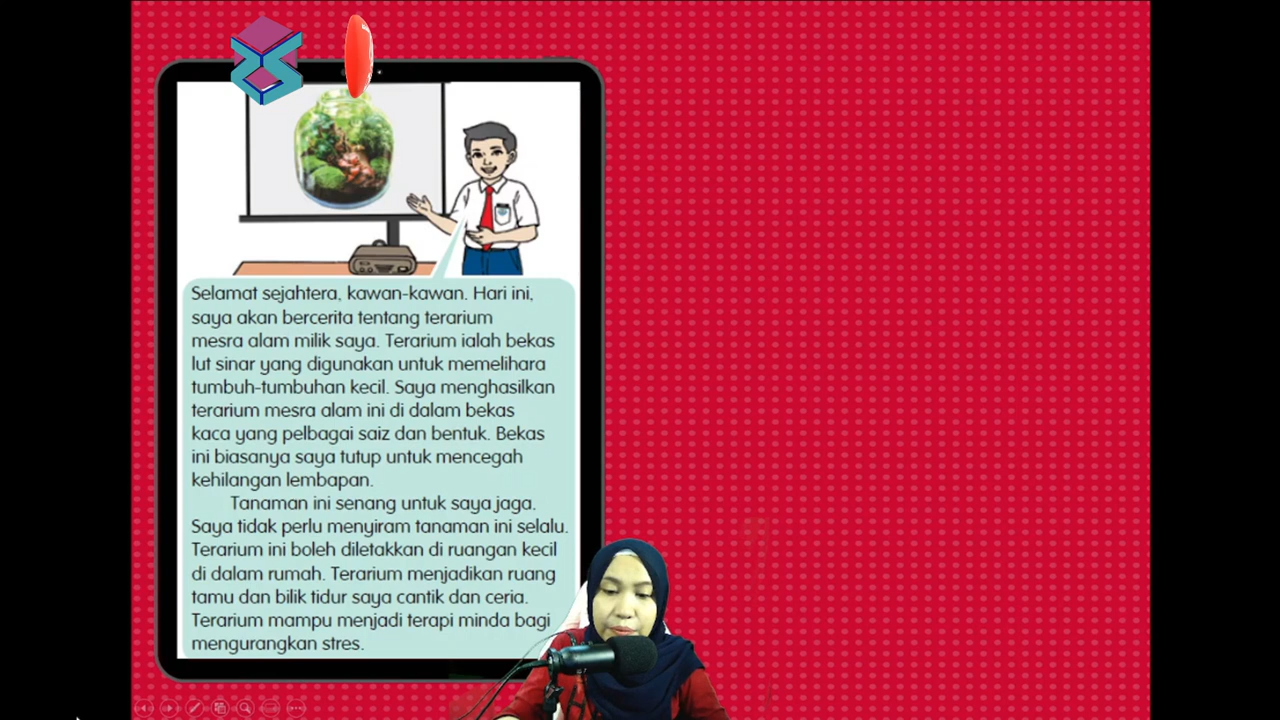 Selamat sejahtera, kawan-kawan. Hari ini,
saya akan bercerita tentang terarium
mesra alam milik saya. Terarium ialah bekas
lut sinar yang digunakan untuk memelihara
tumbuh-tumbuhan kecil. Saya menghasilkan
terarium mesra alam ini di dalam bekas
kaca yang pelbagai saiz dan bentuk. Bekas
ini biasanya saya tutup untuk mencegah
kehilangan lembapan.
Tanaman ini senang untuk saya jaga.
Saya tidak perlu menyiram tanaman ini selalu.
Terarium ini boleh diletakkan di ruangan kecil
di dalam rumah. Terarium menjadikan ruang
tamu dan bilik tidur saya cantik dan ceria.
Terarium mampu menjadi terapi minda bagi
mengurangkan stres.